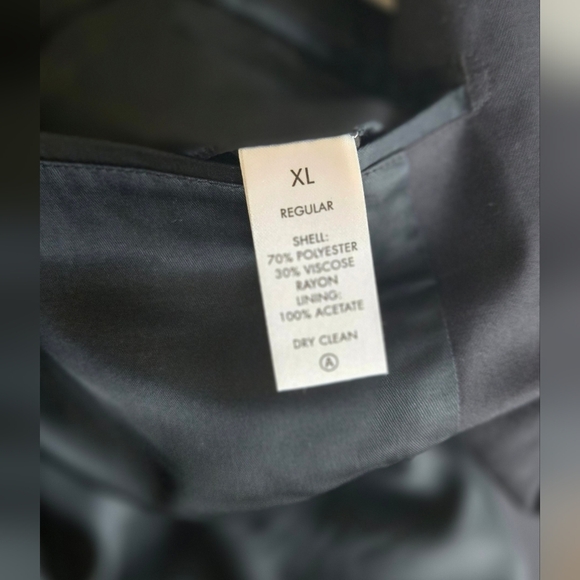 XL
REGULAR
SHELL:
70% POLYESTER
30% VISCOSE
RAYON
LINING:
100% ACETATE
DRY CLEAN
Ⓐ